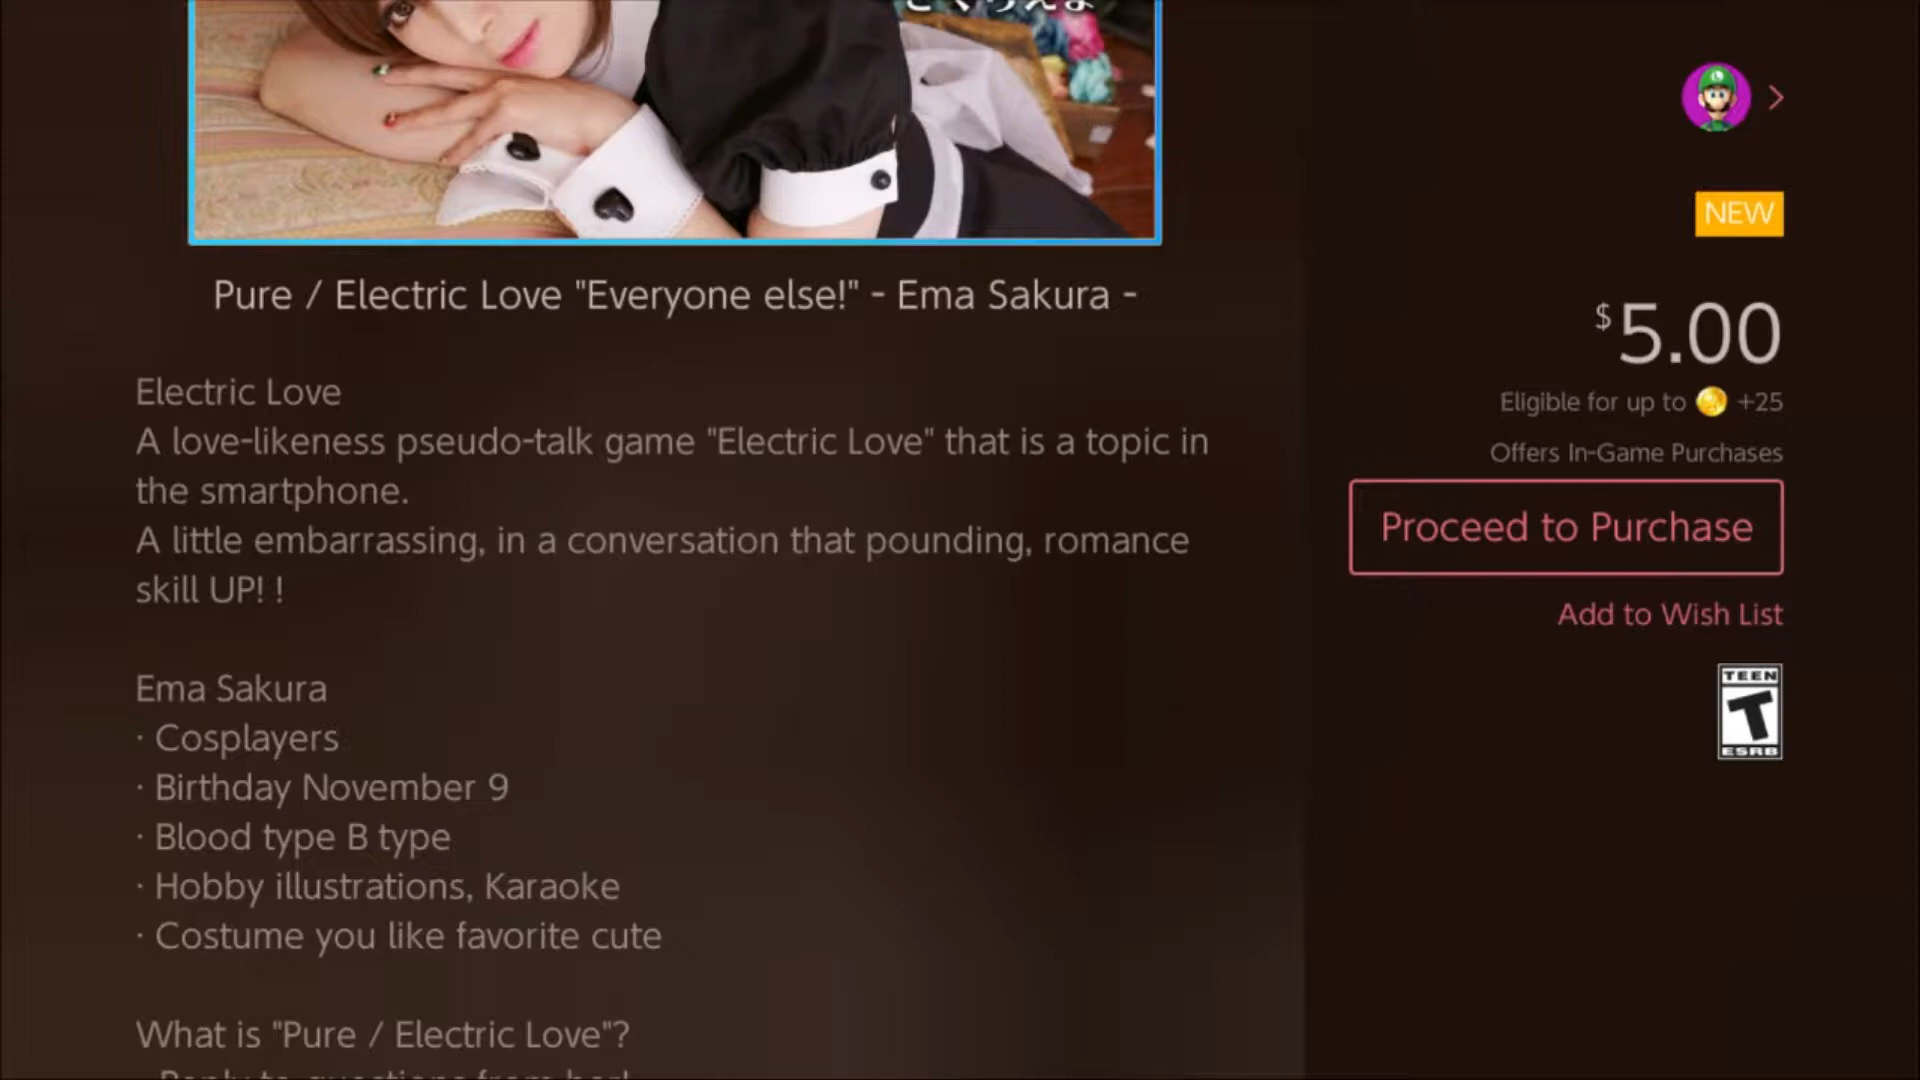 Pure / Electric Love "Everyone else!" - Ema Sakura -
Electric Love
A love-likeness pseudo-talk game "Electric Love" that is a topic in
the smartphone.
A little embarrassing, in a conversation that pounding, romance
skill UP! !
Ema Sakura
· Cosplayers
· Birthday November 9
· Blood type B type
· Hobby illustrations, Karaoke
· Costume you like favorite cute
What is "Pure / Electric Love"?
NEW
$5.00
Eligible for up to +25
Offers In-Game Purchases
Proceed to Purchase
Add to Wish List
TEEN
T
ESRB